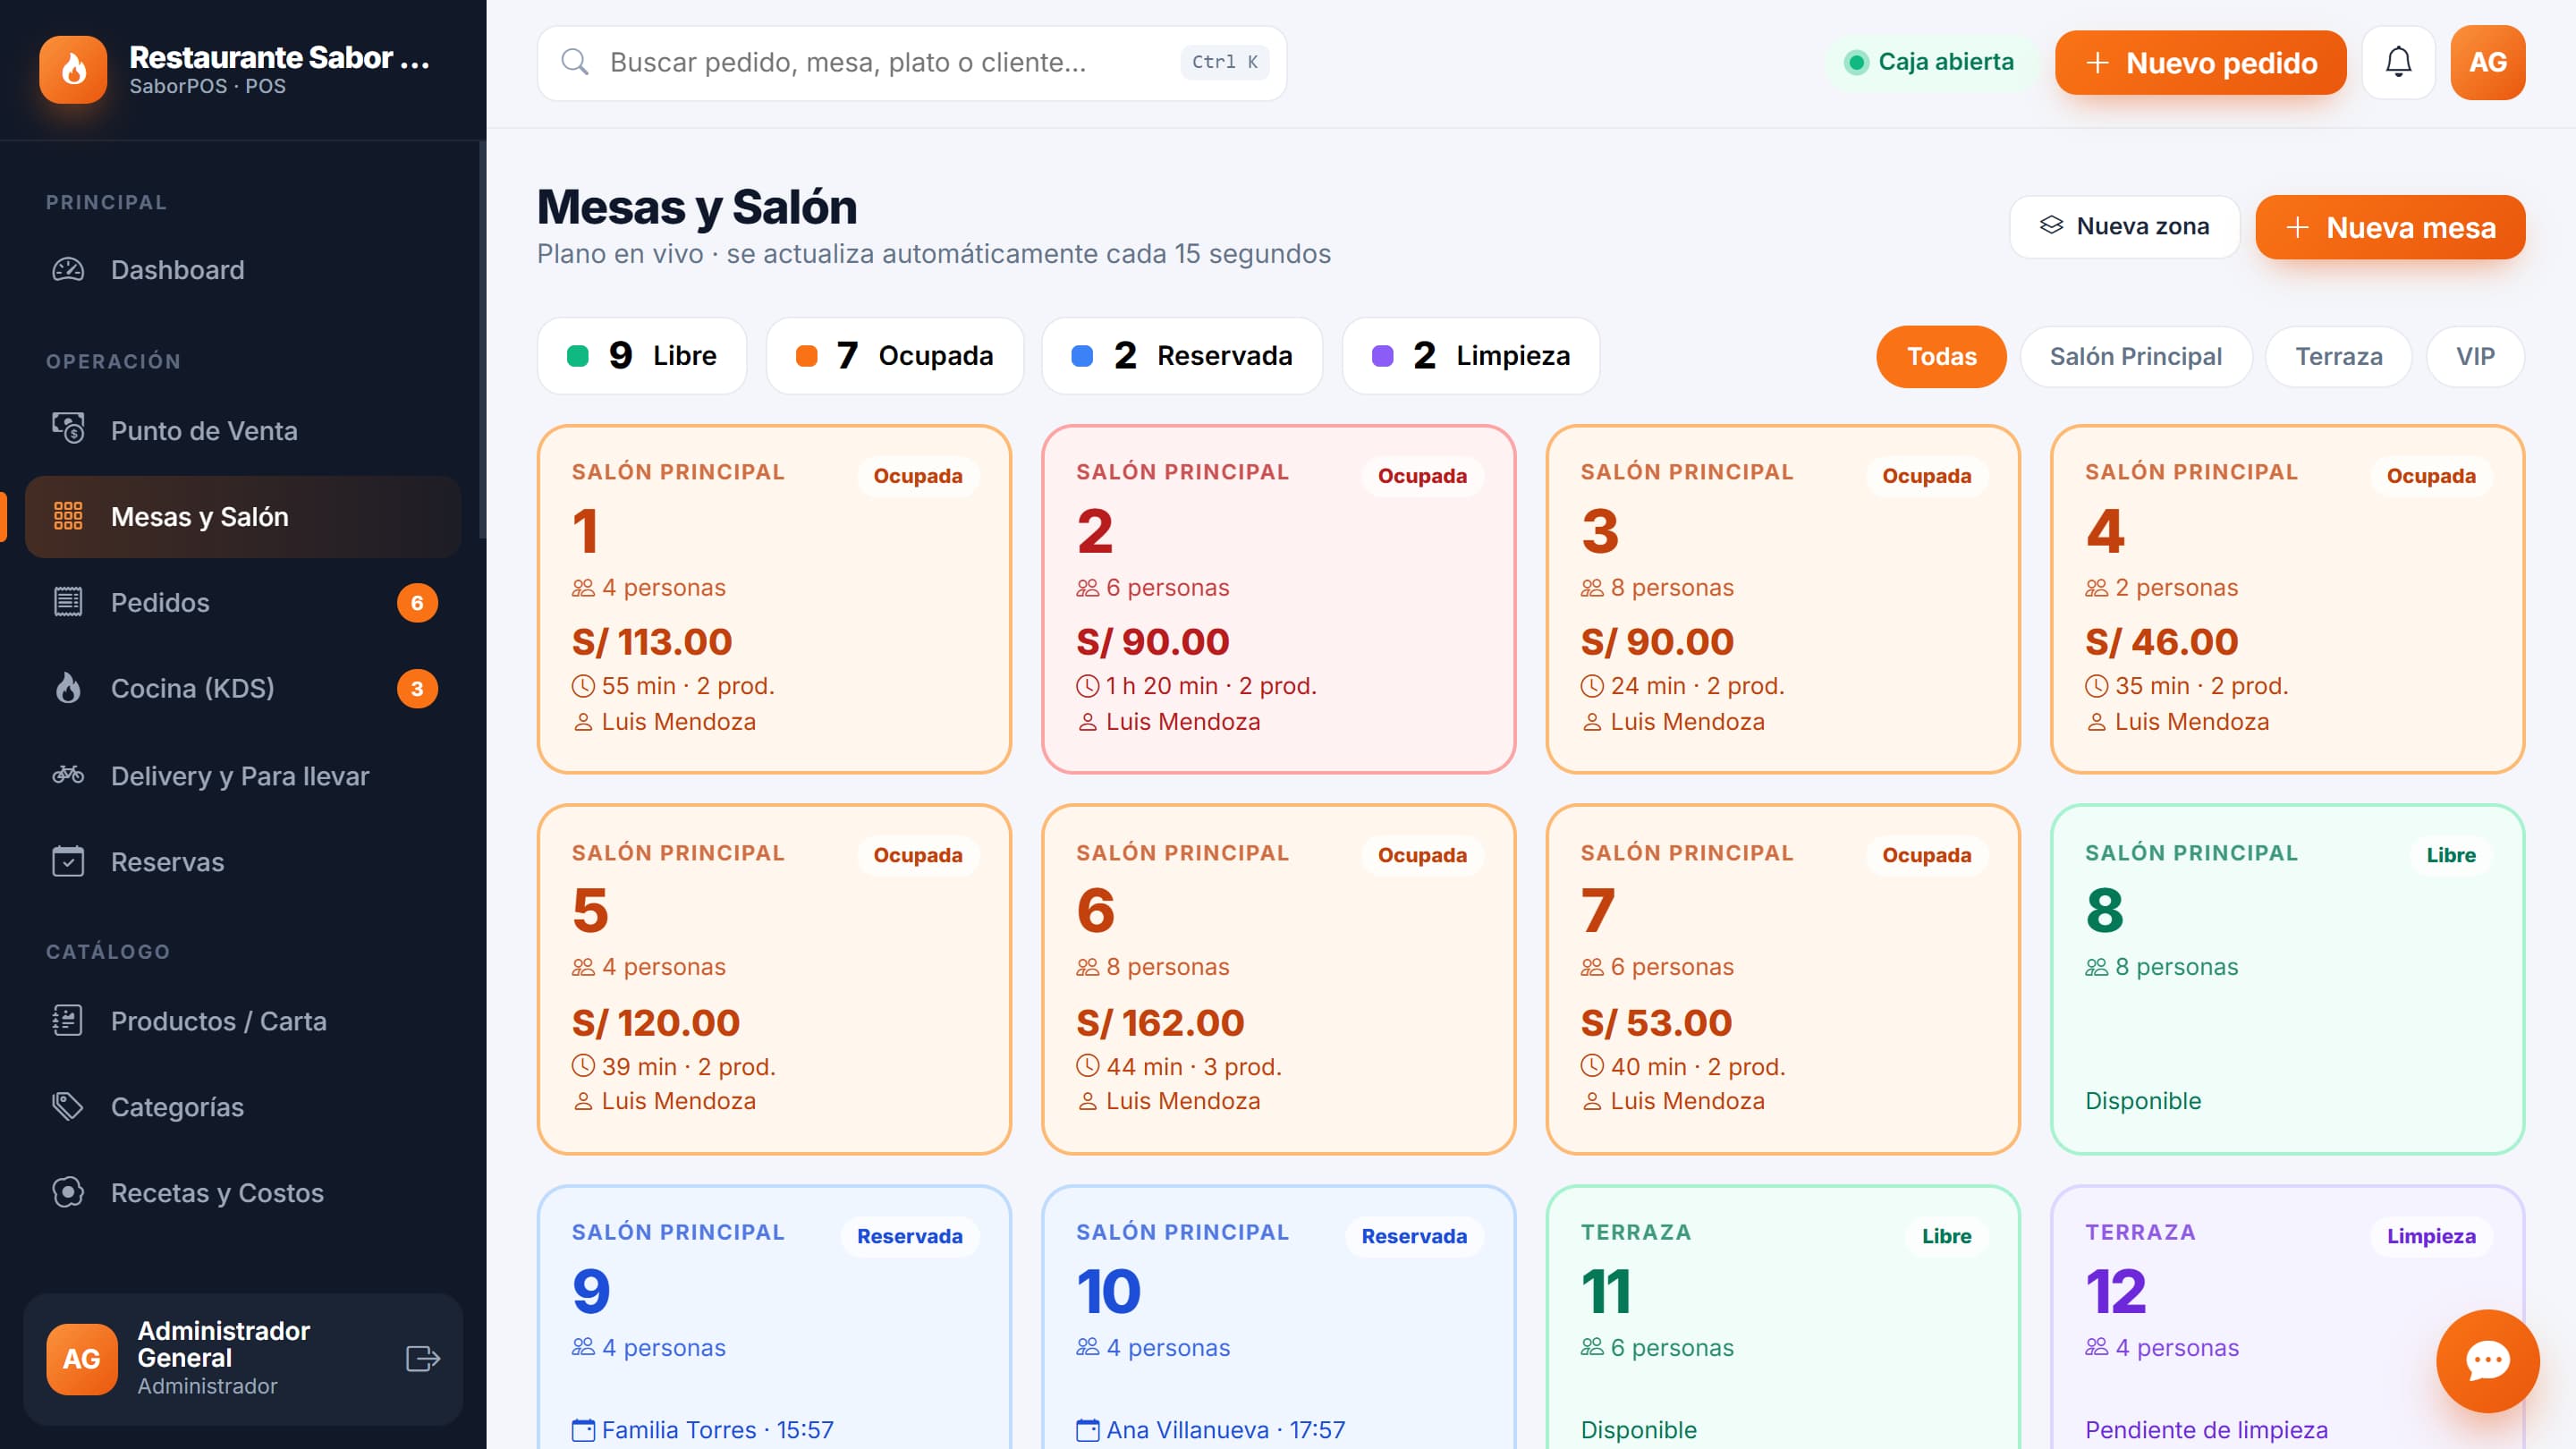 Restaurante Sabor ...
SaborPOS · POS
PRINCIPAL
Dashboard
OPERACIÓN
Punto de Venta
Mesas y Salón
Pedidos 6
Cocina (KDS) 3
Delivery y Para llevar
Reservas
CATÁLOGO
Productos / Carta
Categorías
Recetas y Costos
AG
Administrador
General
Administrador
Buscar pedido, mesa, plato o cliente... Ctrl K
Caja abierta
+ Nuevo pedido
AG
Mesas y Salón
Plano en vivo · se actualiza automáticamente cada 15 segundos
Nueva zona
+ Nueva mesa
9 Libre
7 Ocupada
2 Reservada
2 Limpieza
Todas
Salón Principal
Terraza
VIP
SALÓN PRINCIPAL Ocupada
1
4 personas
S/ 113.00
55 min · 2 prod.
Luis Mendoza
SALÓN PRINCIPAL Ocupada
2
6 personas
S/ 90.00
1 h 20 min · 2 prod.
Luis Mendoza
SALÓN PRINCIPAL Ocupada
3
8 personas
S/ 90.00
24 min · 2 prod.
Luis Mendoza
SALÓN PRINCIPAL Ocupada
4
2 personas
S/ 46.00
35 min · 2 prod.
Luis Mendoza
SALÓN PRINCIPAL Ocupada
5
4 personas
S/ 120.00
39 min · 2 prod.
Luis Mendoza
SALÓN PRINCIPAL Ocupada
6
8 personas
S/ 162.00
44 min · 3 prod.
Luis Mendoza
SALÓN PRINCIPAL Ocupada
7
6 personas
S/ 53.00
40 min · 2 prod.
Luis Mendoza
SALÓN PRINCIPAL Libre
8
8 personas
Disponible
SALÓN PRINCIPAL Reservada
9
4 personas
Familia Torres · 15:57
SALÓN PRINCIPAL Reservada
10
4 personas
Ana Villanueva · 17:57
TERRAZA Libre
11
6 personas
Disponible
TERRAZA Limpieza
12
4 personas
Pendiente de limpieza